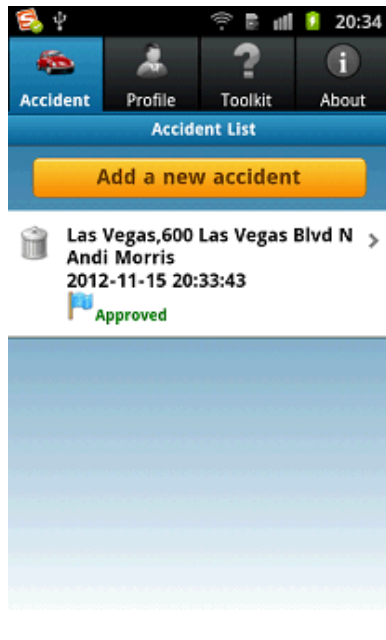 20:34
Accident Profile Toolkit About
Accident List
Add a new accident
Las Vegas,600 Las Vegas Blvd N
Andi Morris
2012-11-15 20:33:43
Approved